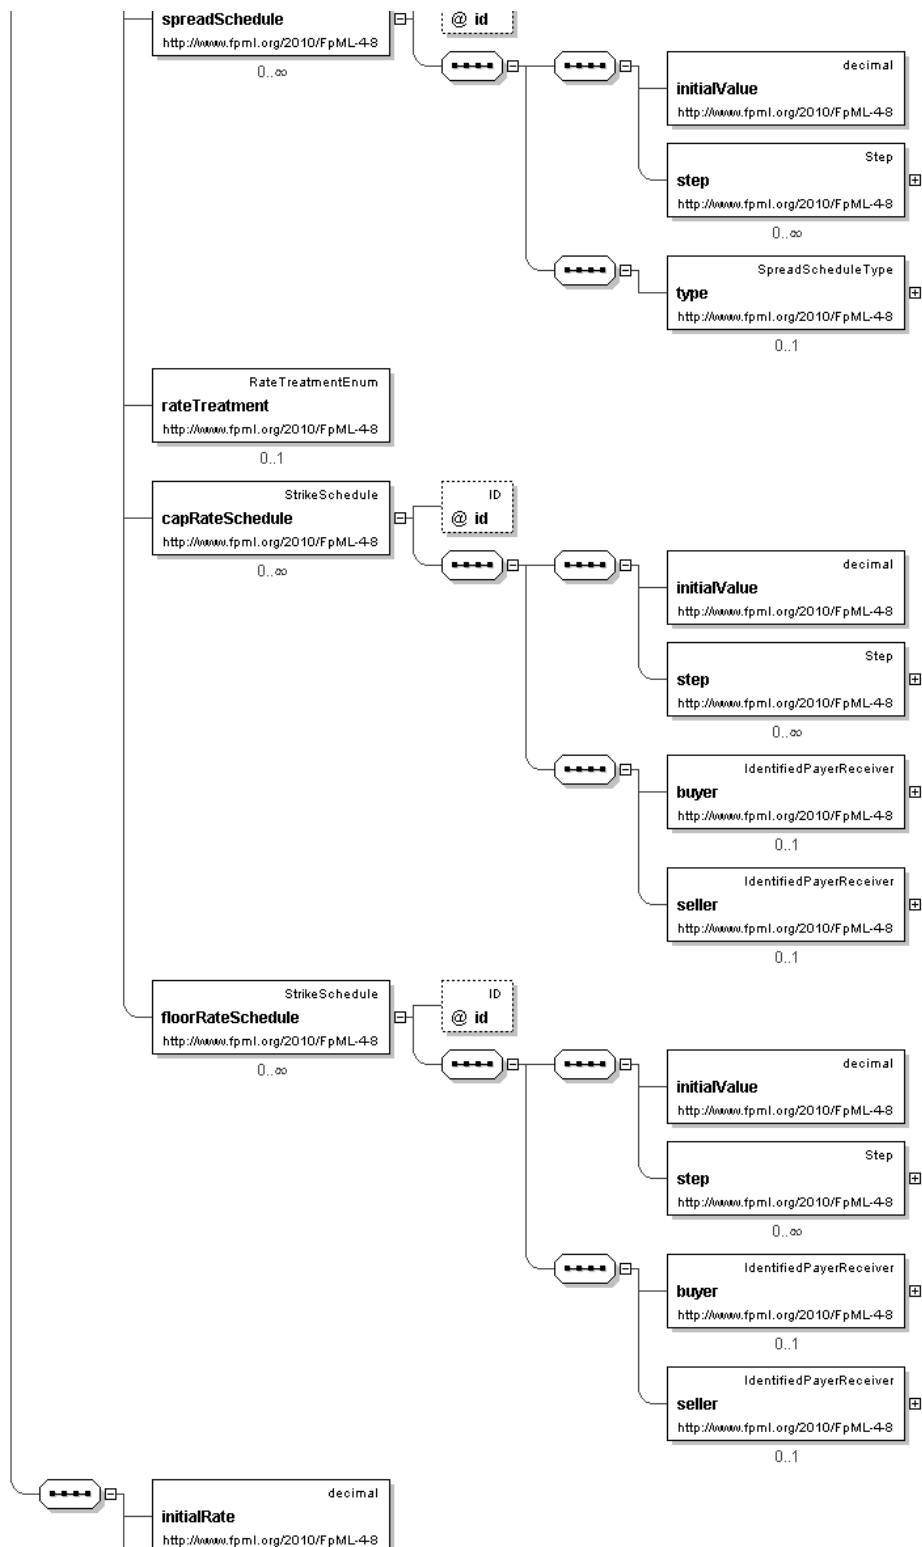 spreadSchedule
http://www.fpml.org/2010/FpML-4-8
0..∞
@ id
decimal
initialValue
http://www.fpml.org/2010/FpML-4-8
Step
step
http://www.fpml.org/2010/FpML-4-8
0..∞
SpreadScheduleType
type
http://www.fpml.org/2010/FpML-4-8
0..1
RateTreatmentEnum
rateTreatment
http://www.fpml.org/2010/FpML-4-8
0..1
StrikeSchedule
capRateSchedule
http://www.fpml.org/2010/FpML-4-8
0..∞
ID
@ id
decimal
initialValue
http://www.fpml.org/2010/FpML-4-8
Step
step
http://www.fpml.org/2010/FpML-4-8
0..∞
IdentifiedPayerReceiver
buyer
http://www.fpml.org/2010/FpML-4-8
0..1
IdentifiedPayerReceiver
seller
http://www.fpml.org/2010/FpML-4-8
0..1
StrikeSchedule
floorRateSchedule
http://www.fpml.org/2010/FpML-4-8
0..∞
ID
@ id
decimal
initialValue
http://www.fpml.org/2010/FpML-4-8
Step
step
http://www.fpml.org/2010/FpML-4-8
0..∞
IdentifiedPayerReceiver
buyer
http://www.fpml.org/2010/FpML-4-8
0..1
IdentifiedPayerReceiver
seller
http://www.fpml.org/2010/FpML-4-8
0..1
decimal
initialRate
http://www.fpml.org/2010/FpML-4-8